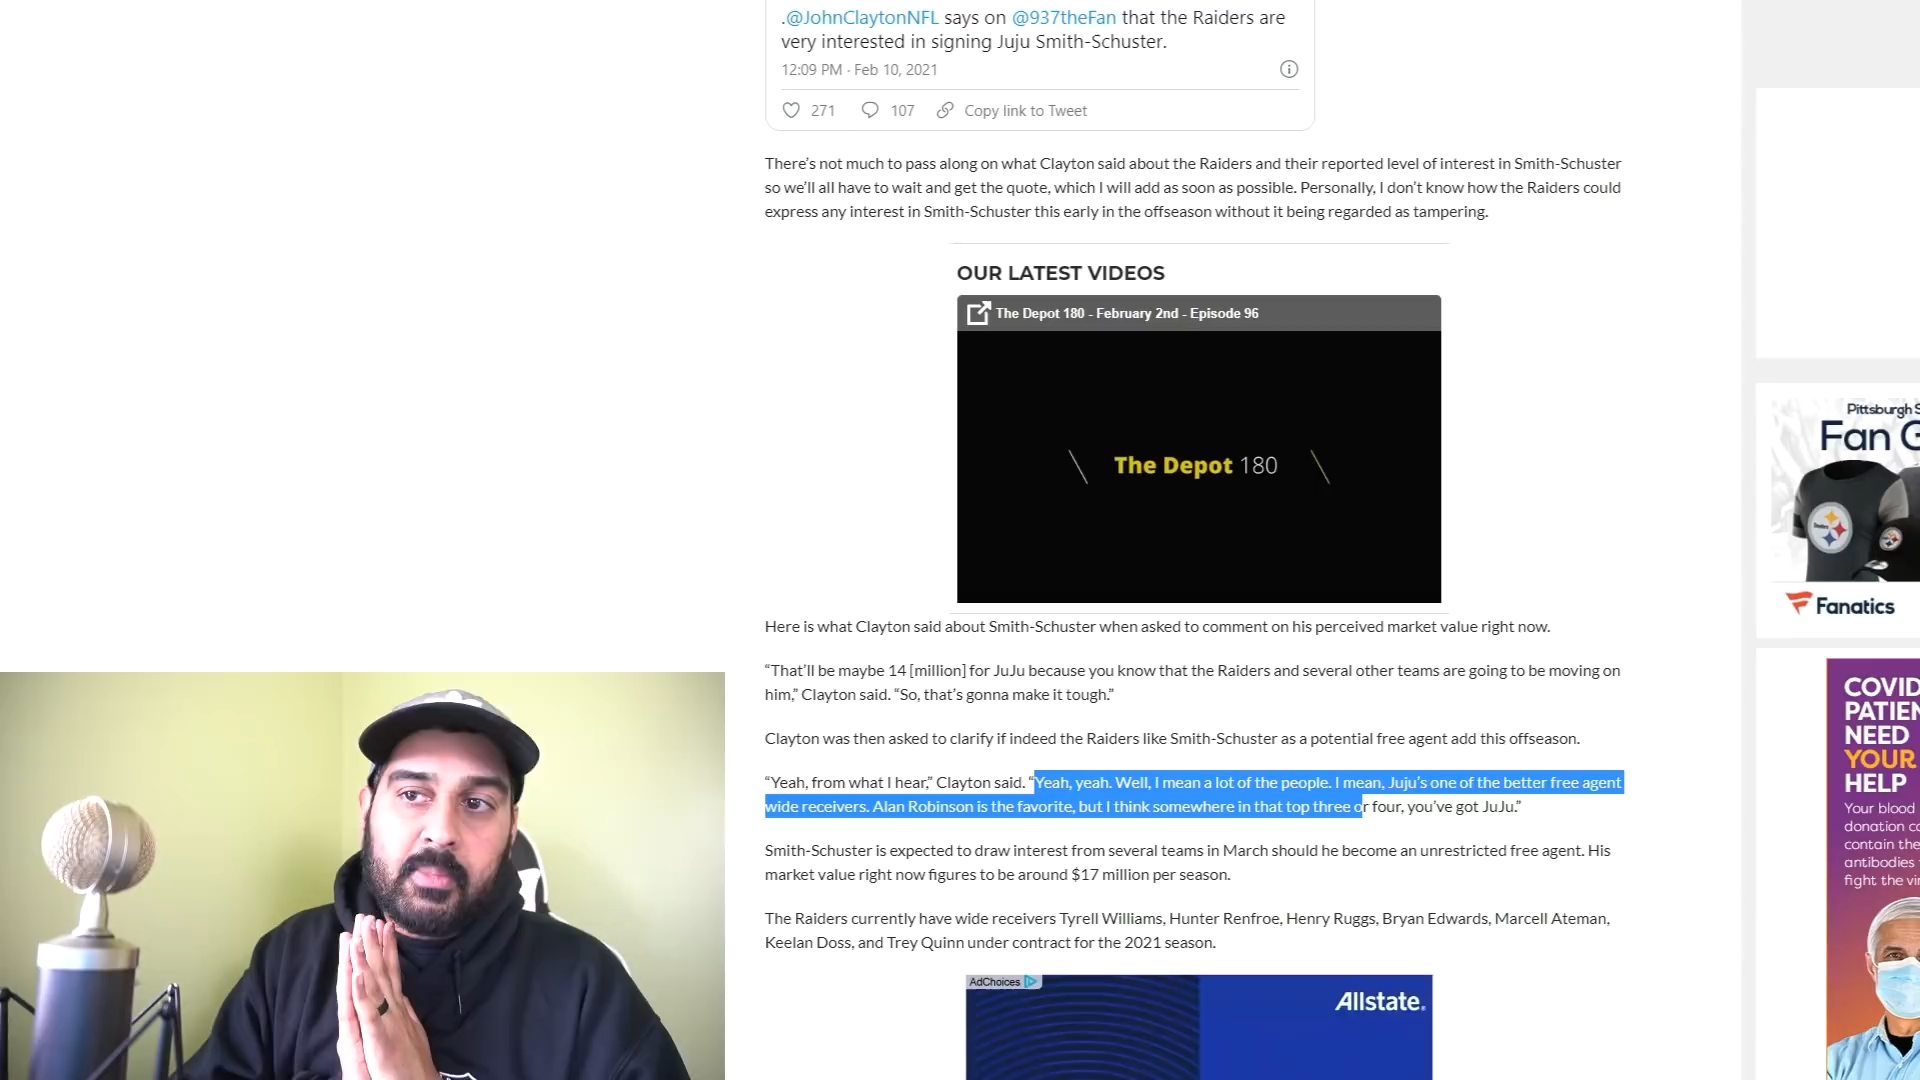 .@JohnClaytonNFL says on @937theFan that the Raiders are
very interested in signing Juju Smith-Schuster.
12:09 PM · Feb 10, 2021
271 107 Copy link to Tweet
There’s not much to pass along on what Clayton said about the Raiders and their reported level of interest in Smith-Schuster
so we’ll all have to wait and get the quote, which I will add as soon as possible. Personally, I don’t know how the Raiders could
express any interest in Smith-Schuster this early in the offseason without it being regarded as tampering.
OUR LATEST VIDEOS
The Depot 180 - February 2nd - Episode 96
The Depot 180
Here is what Clayton said about Smith-Schuster when asked to comment on his perceived market value right now.
“That’ll be maybe 14 [million] for JuJu because you know that the Raiders and several other teams are going to be moving on
him,” Clayton said. “So, that’s gonna make it tough.”
Clayton was then asked to clarify if indeed the Raiders like Smith-Schuster as a potential free agent add this offseason.
“Yeah, from what I hear,” Clayton said. “Yeah, yeah. Well, I mean a lot of the people. I mean, Juju’s one of the better free agent
wide receivers. Alan Robinson is the favorite, but I think somewhere in that top three or four, you’ve got JuJu.”
Smith-Schuster is expected to draw interest from several teams in March should he become an unrestricted free agent. His
market value right now figures to be around $17 million per season.
The Raiders currently have wide receivers Tyrell Williams, Hunter Renfroe, Henry Ruggs, Bryan Edwards, Marcell Ateman,
Keelan Doss, and Trey Quinn under contract for the 2021 season.
AdChoices
Allstate.
Pittsburgh S
Fan G
Steelers
Fanatics
COVID
PATIEN
NEED
YOUR
HELP
Your blood
donation co
contain the
antibodies
fight the vi